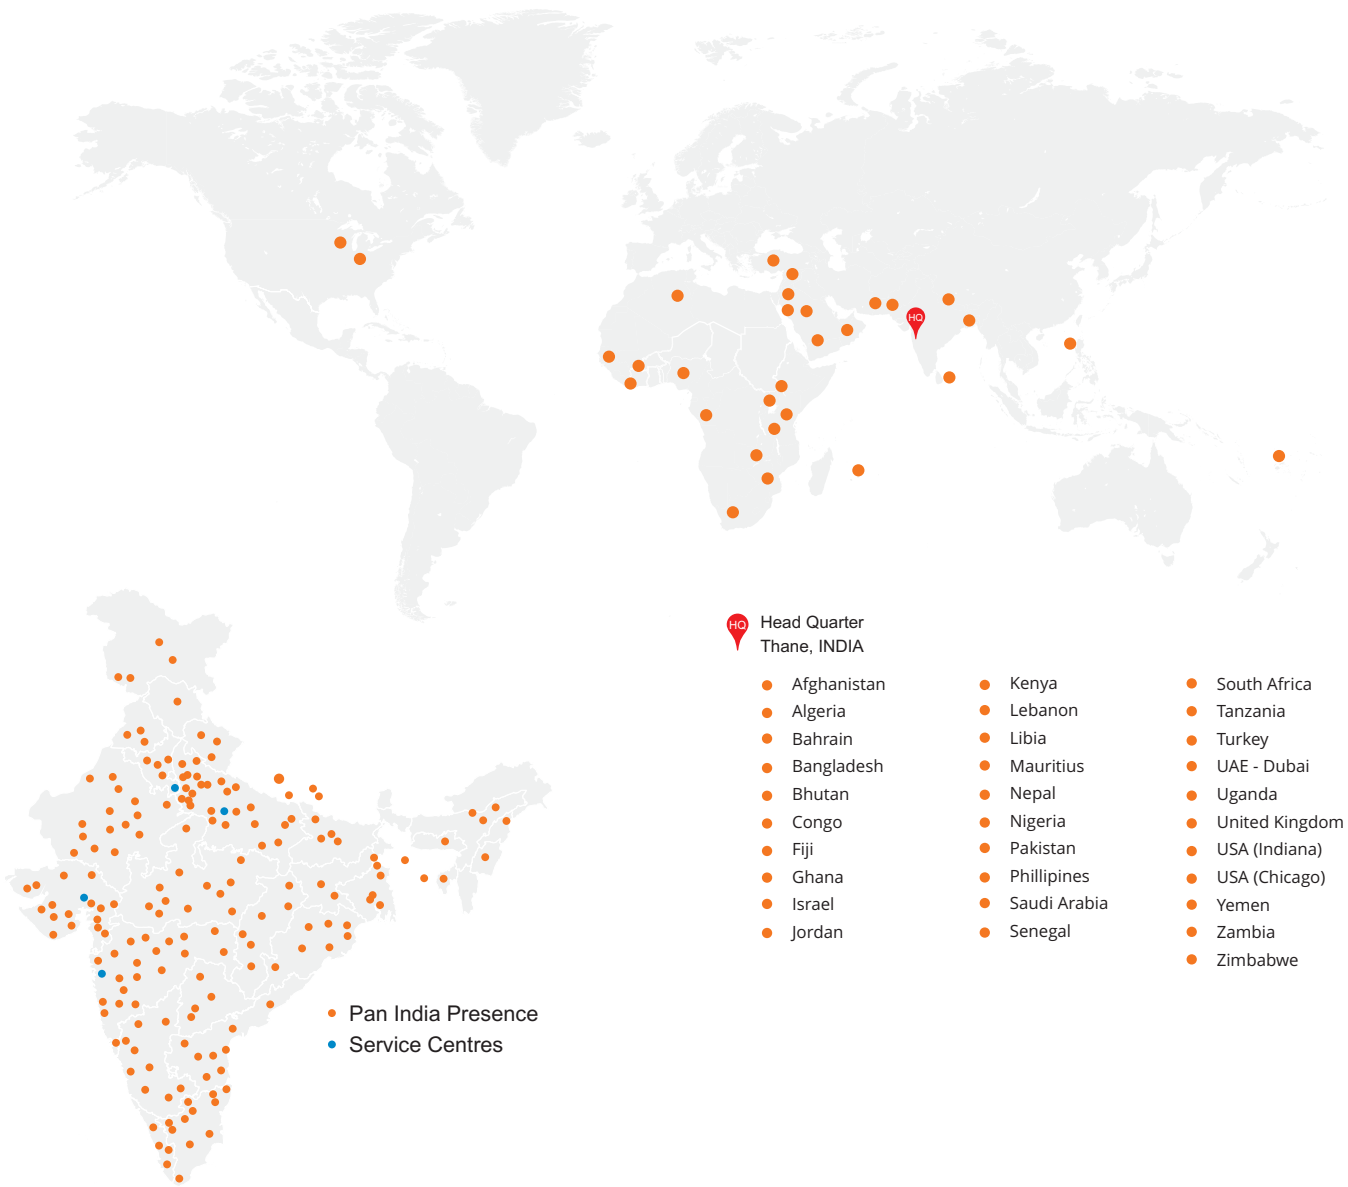 HQ
HQ
Head Quarter
Thane, INDIA
Afghanistan
Algeria
Bahrain
Bangladesh
Bhutan
Congo
Fiji
Ghana
Israel
Jordan
Kenya
Lebanon
Libia
Mauritius
Nepal
Nigeria
Pakistan
Phillipines
Saudi Arabia
Senegal
South Africa
Tanzania
Turkey
UAE - Dubai
Uganda
United Kingdom
USA (Indiana)
USA (Chicago)
Yemen
Zambia
Zimbabwe
Pan India Presence
Service Centres